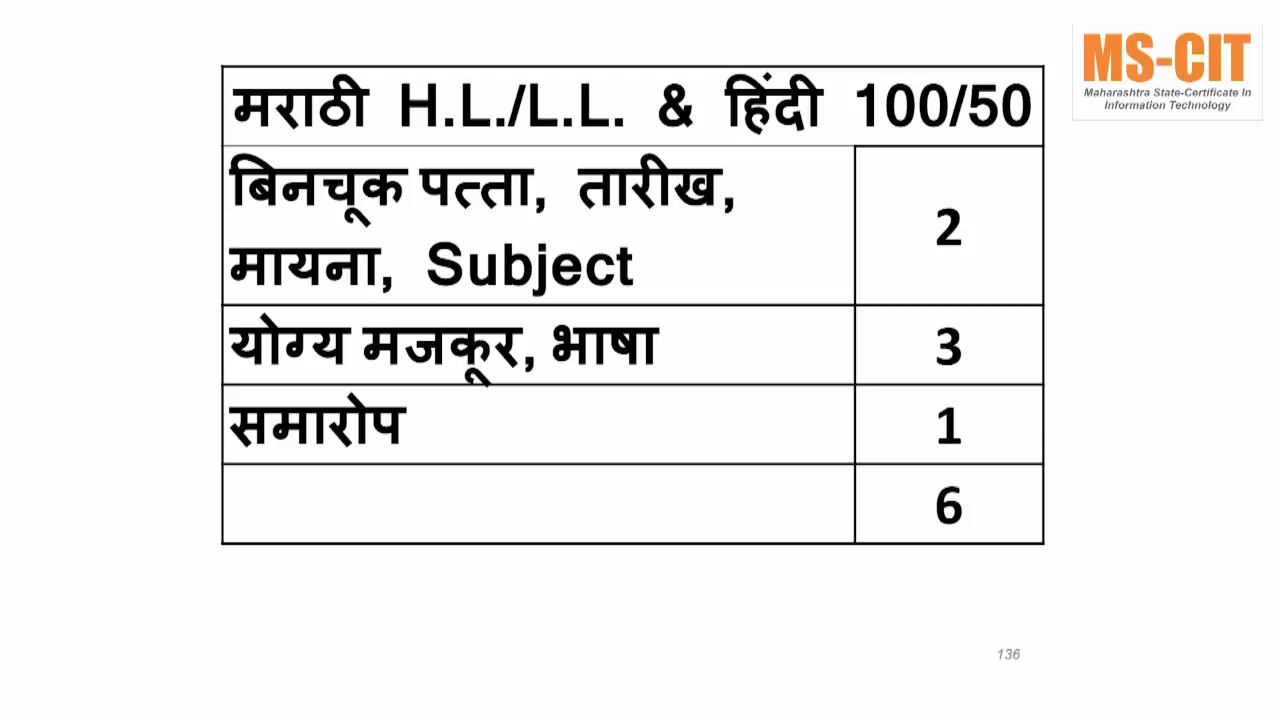 MS-CIT
Maharashtra State-Certificate In
Information Technology
मराठी H.L./L.L. & हिंदी 100/50
बिनचूक पत्ता, तारीख,
मायना, Subject
2
योग्य मजकूर, भाषा
3
समारोप
1
6
136